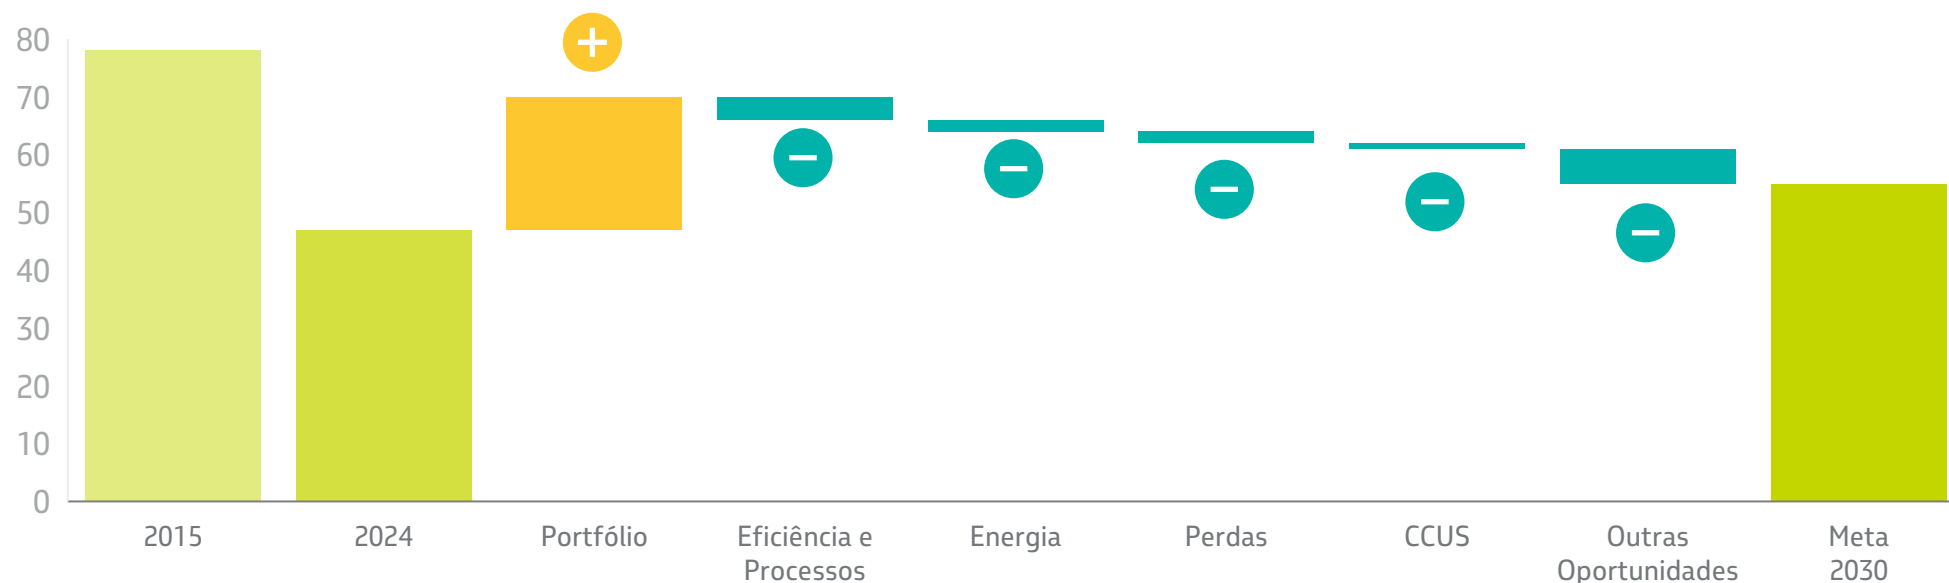 80
70
60
50
40
30
20
10
0
2015
2024
Portfólio
Eficiência e
Processos
Energia
Perdas
CCUS
Outras
Oportunidades
Meta
2030